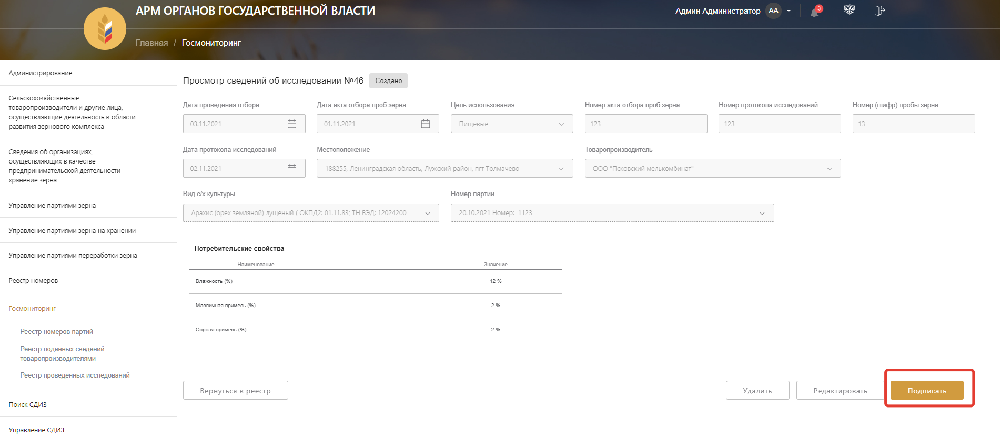 АРМ ОРГАНОВ ГОСУДАРСТВЕННОЙ ВЛАСТИ
Админ Администратор АА 3
Главная / Госмониторинг
Администрирование
Сельскохозяйственные
товаропроизводители и другие лица,
осуществляющие деятельность в области
развития зернового комплекса
Сведения об организациях,
осуществляющих в качестве
предпринимательской деятельности
хранение зерна
Управление партиями зерна
Управление партиями зерна на хранении
Управление партиями переработки зерна
Реестр номеров
Госмониторинг
Реестр номеров партий
Реестр поданных сведений
товаропроизводителями
Реестр проведенных исследований
Поиск СДИЗ
Управление СДИЗ
Просмотр сведений об исследовании №46 Создано
Дата проведения отбора Дата акта отбора проб зерна Цель использования Номер акта отбора проб зерна Номер протокола исследований Номер (шифр) пробы зерна
03.11.2021 01.11.2021 Пищевые 123 123 13
Дата протокола исследований Местоположение Товаропроизводитель
02.11.2021 188255, Ленинградская область, Лужский район, пгт Толмачево ООО "Псковский мелькомбинат"
Вид с/х культуры Номер партии
Арахис (орех земляной) лущеный ( ОКПД2: 01.11.83; ТН ВЭД: 12024200 20.10.2021 Номер: 1123
Потребительские свойства
Наименование Значение
Влажность (%) 12 %
Масличная примесь (%) 2 %
Сорная примесь (%) 2 %
Вернуться в реестр Удалить Редактировать Подписать